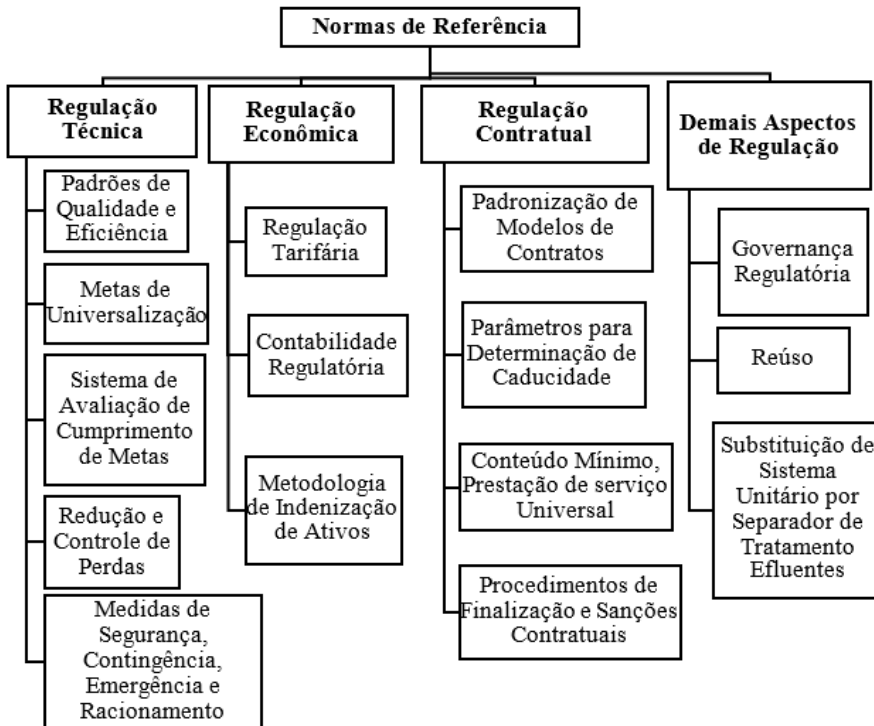 Normas de Referência
Regulação
Técnica
Padrões de
Qualidade e
Eficiência
Metas de
Universalização
Sistema de
Avaliação de
Cumprimento
de Metas
Redução e
Controle de
Perdas
Medidas de
Segurança,
Contingência,
Emergência e
Racionamento
Regulação
Econômica
Regulação
Tarifária
Contabilidade
Regulatória
Metodologia
de Indenização
de Ativos
Regulação
Contratual
Padronização de
Modelos de
Contratos
Parâmetros para
Determinação de
Caducidade
Conteúdo Mínimo,
Prestação de serviço
Universal
Procedimentos de
Finalização e Sanções
Contratuais
Demais Aspectos
de Regulação
Governança
Regulatória
Reúso
Substituição de
Sistema
Unitário por
Separador de
Tratamento
Efluentes